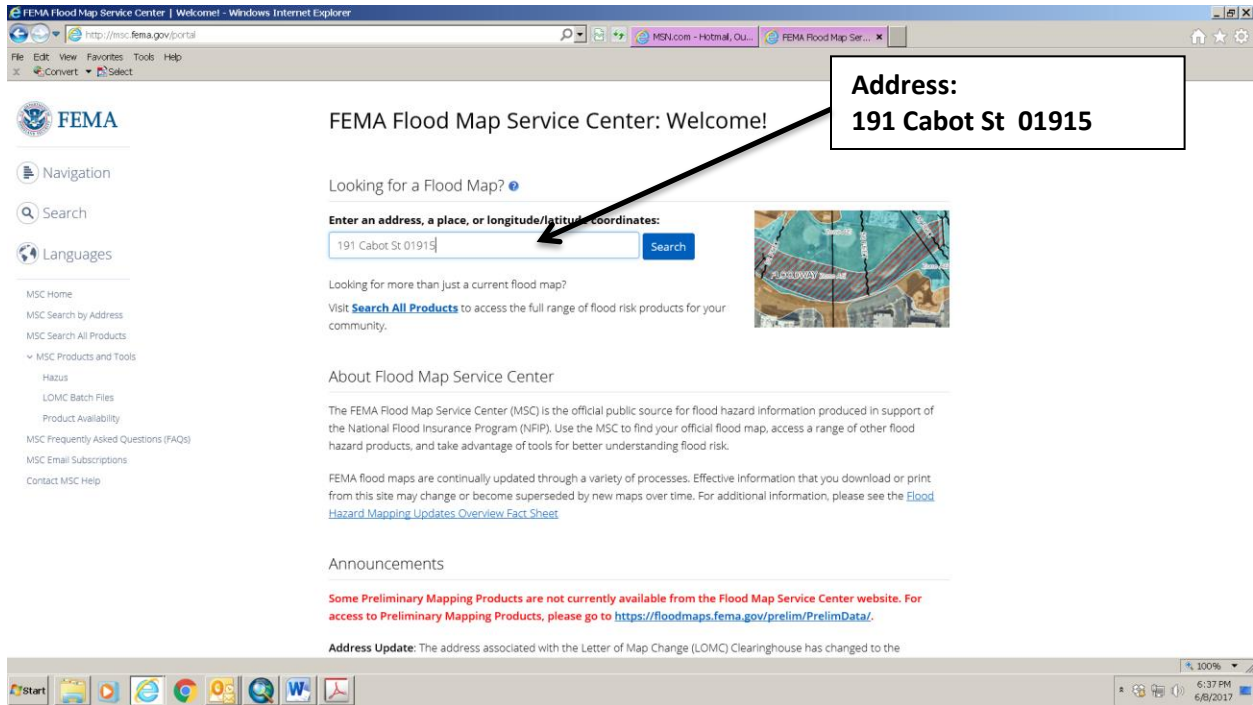 FEMA Flood Map Service Center | Welcome! - Windows Internet Explorer
http://msc.fema.gov/portal
MSN.com - Hotmail, Ou...
FEMA Flood Map Ser...
File Edit View Favorites Tools Help
x Convert Select
Address:
191 Cabot St 01915
FEMA
Navigation
Search
Languages
MSC Home
MSC Search by Address
MSC Search All Products
MSC Products and Tools
Hazus
LOMC Batch Files
Product Availability
MSC Frequently Asked Questions (FAQs)
MSC Email Subscriptions
Contact MSC Help
FEMA Flood Map Service Center: Welcome!
Looking for a Flood Map?
Enter an address, a place, or longitude/latitude coordinates:
191 Cabot St 01915
Search
Looking for more than just a current flood map?
Visit Search All Products to access the full range of flood risk products for your
community.
FLOODWAY Zone AE
About Flood Map Service Center
The FEMA Flood Map Service Center (MSC) is the official public source for flood hazard information produced in support of
the National Flood Insurance Program (NFIP). Use the MSC to find your official flood map, access a range of other flood
hazard products, and take advantage of tools for better understanding flood risk.
FEMA flood maps are continually updated through a variety of processes. Effective information that you download or print
from this site may change or become superseded by new maps over time. For additional information, please see the Flood
Hazard Mapping Updates Overview Fact Sheet
Announcements
Some Preliminary Mapping Products are not currently available from the Flood Map Service Center website. For
access to Preliminary Mapping Products, please go to https://floodmaps.fema.gov/prelim/PrelimData/.
Address Update: The address associated with the Letter of Map Change (LOMC) Clearinghouse has changed to the
100%
Start
6:37 PM
6/8/2017